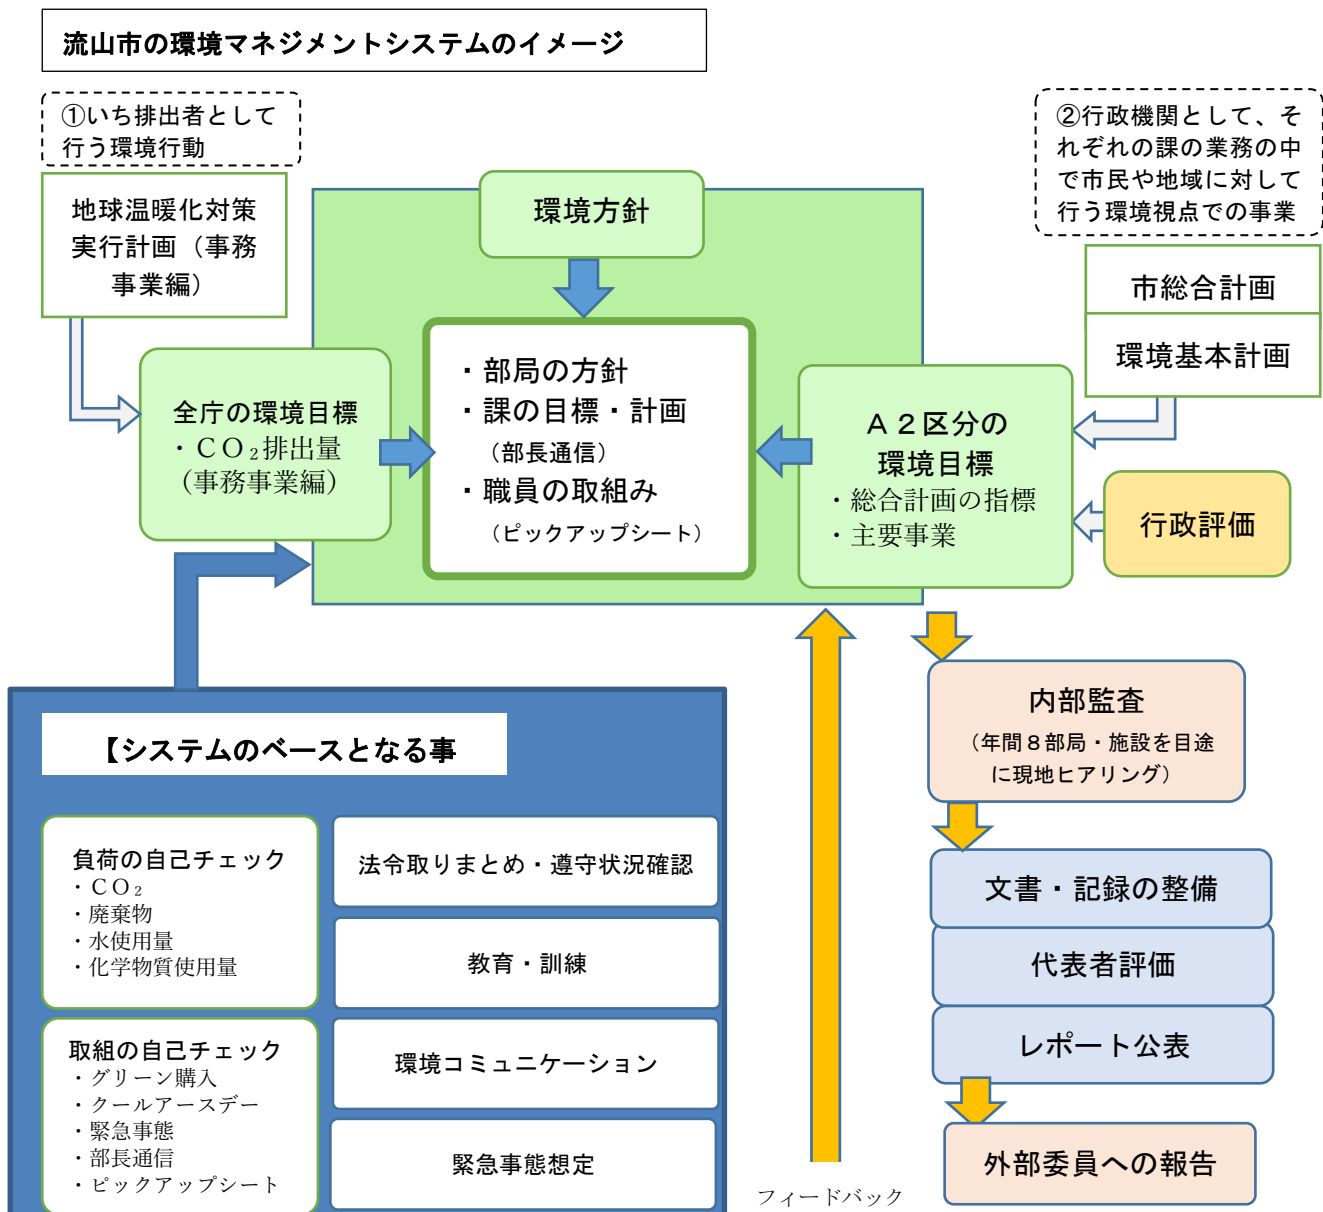 流山市の環境マネジメントシステムのイメージ
①いち排出者として
行う環境行動
地球温暖化対策
実行計画（事務
事業編）
環境方針
②行政機関として、そ
れぞれの課の業務の中
で市民や地域に対して
行う環境視点での事業
市総合計画
環境基本計画
全庁の環境目標
・ＣＯ₂排出量
（事務事業編）
・部局の方針
・課の目標・計画
（部長通信）
・職員の取組み
（ピックアップシート）
Ａ２区分の
環境目標
・総合計画の指標
・主要事業
行政評価
【システムのベースとなる事
負荷の自己チェック
・ＣＯ₂
・廃棄物
・水使用量
・化学物質使用量
取組の自己チェック
・グリーン購入
・クールアースデー
・緊急事態
・部長通信
・ピックアップシート
法令取りまとめ・遵守状況確認
教育・訓練
環境コミュニケーション
緊急事態想定
フィードバック
内部監査
（年間８部局・施設を目途
に現地ヒアリング）
文書・記録の整備
代表者評価
レポート公表
外部委員への報告